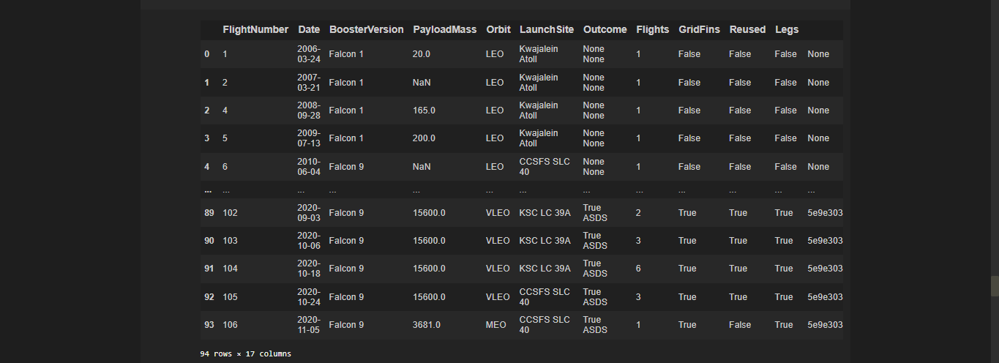 FlightNumber Date BoosterVersion PayloadMass Orbit LaunchSite Outcome Flights GridFins Reused Legs
0 1 2006-03-24 Falcon 1 20.0 LEO Kwajalein Atoll None None 1 False False False None
1 2 2007-03-21 Falcon 1 NaN LEO Kwajalein Atoll None None 1 False False False None
2 4 2008-09-28 Falcon 1 165.0 LEO Kwajalein Atoll None None 1 False False False None
3 5 2009-07-13 Falcon 1 200.0 LEO Kwajalein Atoll None None 1 False False False None
4 6 2010-06-04 Falcon 9 NaN LEO CCSFS SLC 40 None None 1 False False False None
... ... ... ... ... ... ... ... ... ... ... ... ...
89 102 2020-09-03 Falcon 9 15600.0 VLEO KSC LC 39A True ASDS 2 True True True 5e9e303
90 103 2020-10-06 Falcon 9 15600.0 VLEO KSC LC 39A True ASDS 3 True True True 5e9e303
91 104 2020-10-18 Falcon 9 15600.0 VLEO KSC LC 39A True ASDS 6 True True True 5e9e303
92 105 2020-10-24 Falcon 9 15600.0 VLEO CCSFS SLC 40 True ASDS 3 True True True 5e9e303
93 106 2020-11-05 Falcon 9 3681.0 MEO CCSFS SLC 40 True ASDS 1 True False True 5e9e303
94 rows × 17 columns